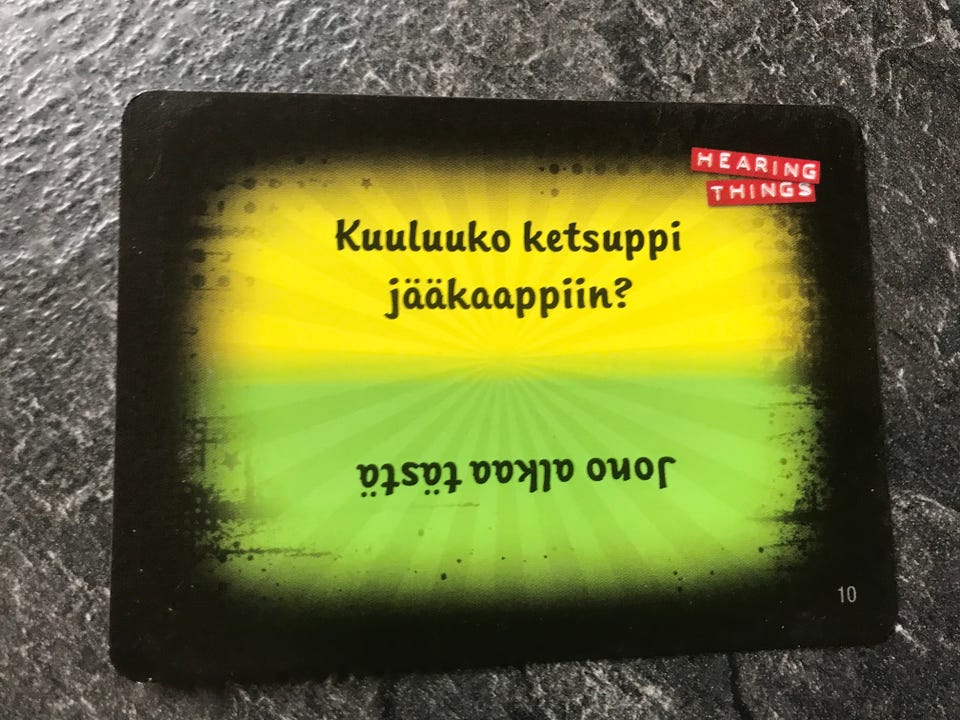 HEARING
THINGS
Kuuluuko ketsuppi
jääkaappiin?
Jono alkaa tästä
10